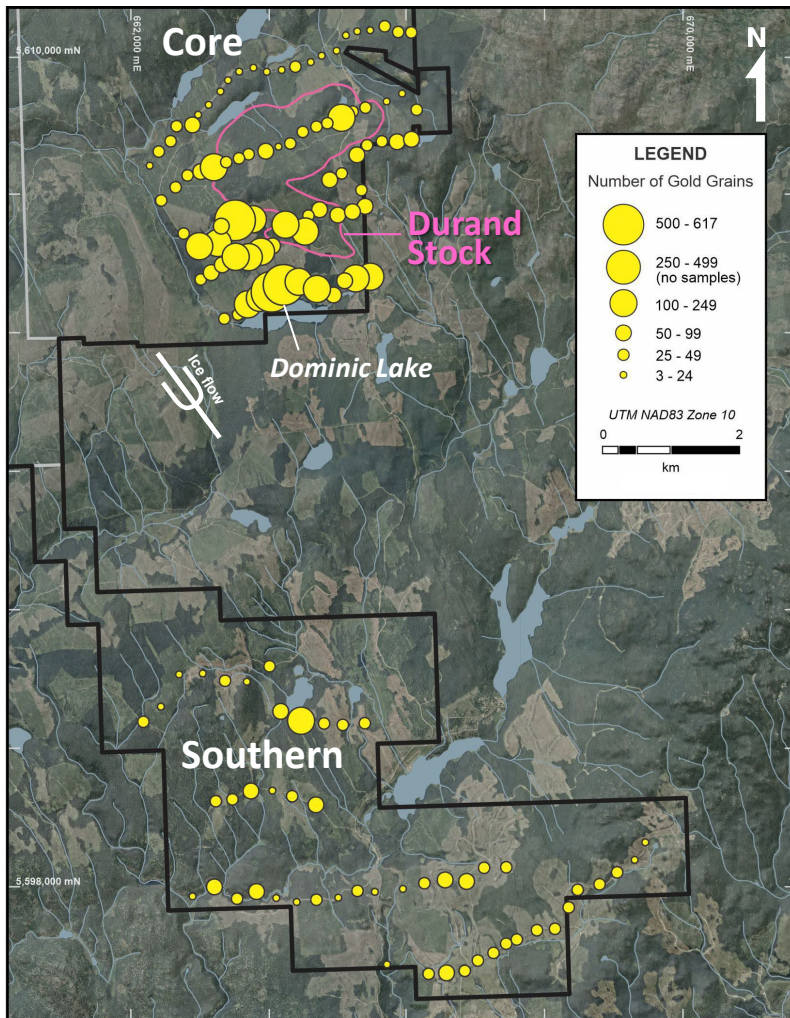 Core
N
5,610,000 mN
662,000 mE
670,000 mE
LEGEND
Number of Gold Grains
500 - 617
250 - 499
(no samples)
100 - 249
50 - 99
25 - 49
3 - 24
UTM NAD83 Zone 10
0 2
km
Durand
Stock
Dominic Lake
Ice flow
Southern
5,598,000 mN